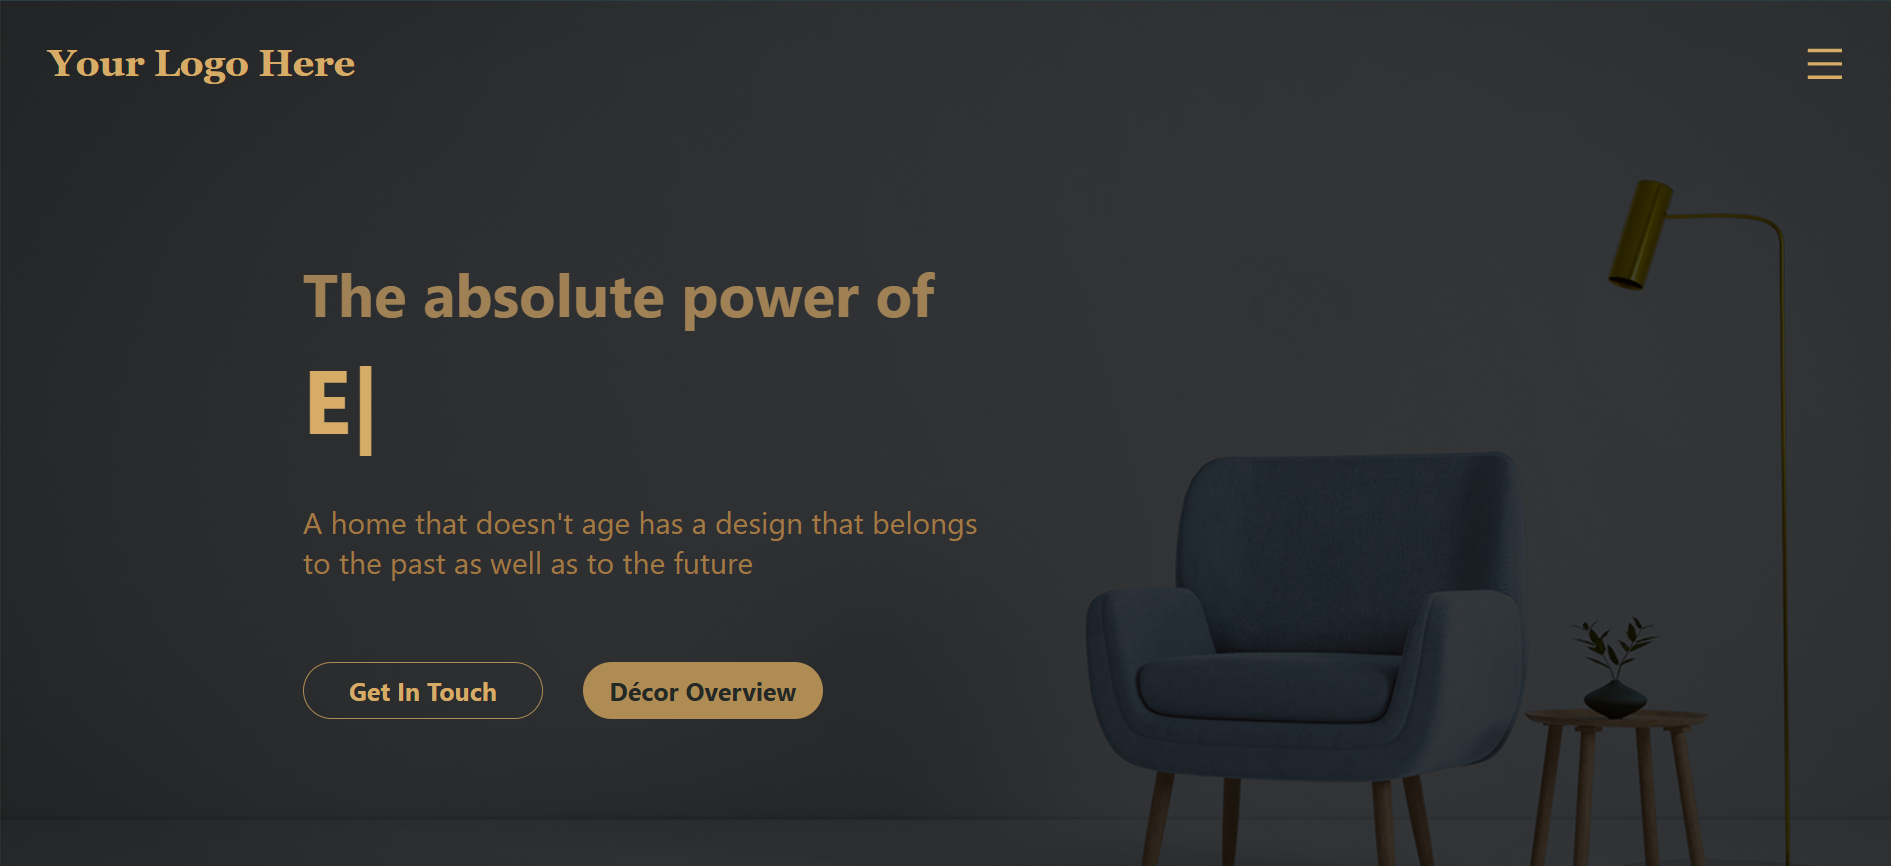 Your Logo Here
The absolute power of
E|
A home that doesn't age has a design that belongs
to the past as well as to the future
Get In Touch
Décor Overview